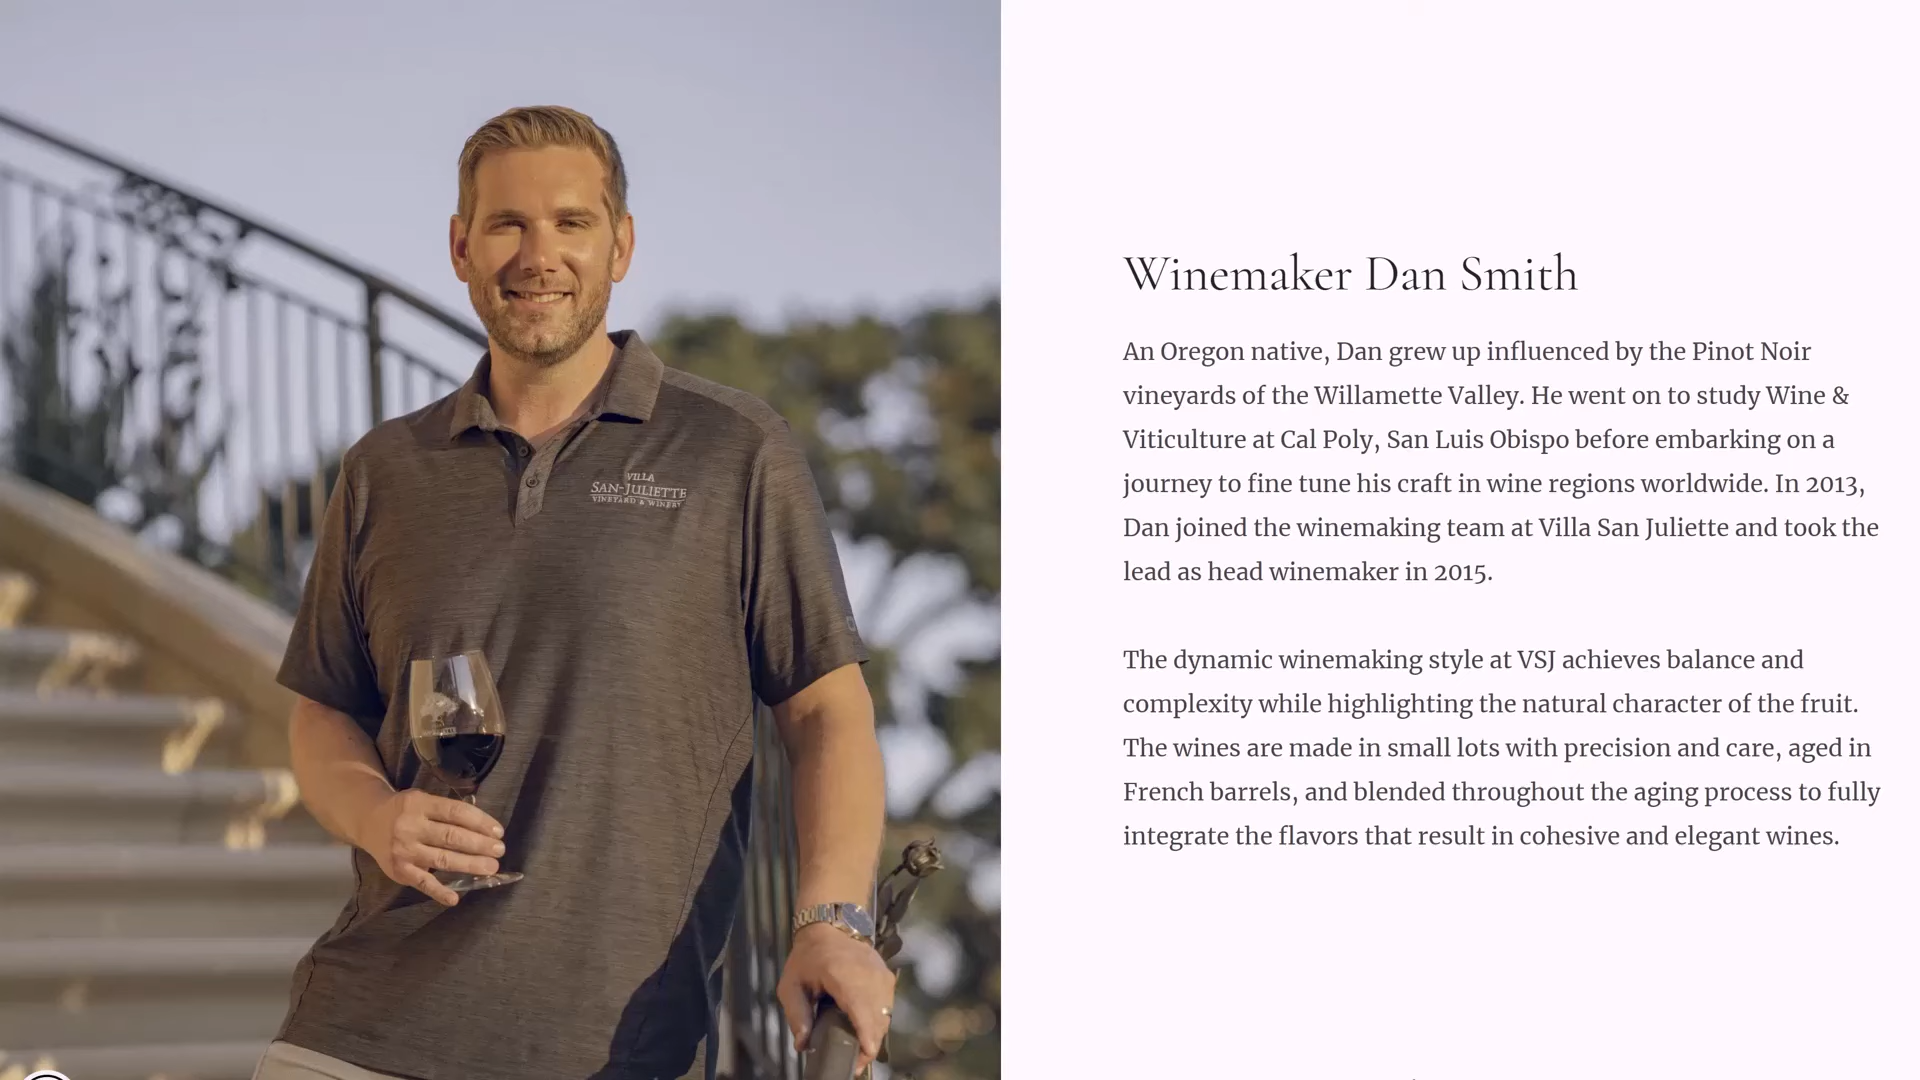 VILLA
SAN-JULIETTE
VINEYARD & WINERY
Winemaker Dan Smith
An Oregon native, Dan grew up influenced by the Pinot Noir
vineyards of the Willamette Valley. He went on to study Wine &
Viticulture at Cal Poly, San Luis Obispo before embarking on a
journey to fine tune his craft in wine regions worldwide. In 2013,
Dan joined the winemaking team at Villa San Juliette and took the
lead as head winemaker in 2015.
The dynamic winemaking style at VSJ achieves balance and
complexity while highlighting the natural character of the fruit.
The wines are made in small lots with precision and care, aged in
French barrels, and blended throughout the aging process to fully
integrate the flavors that result in cohesive and elegant wines.